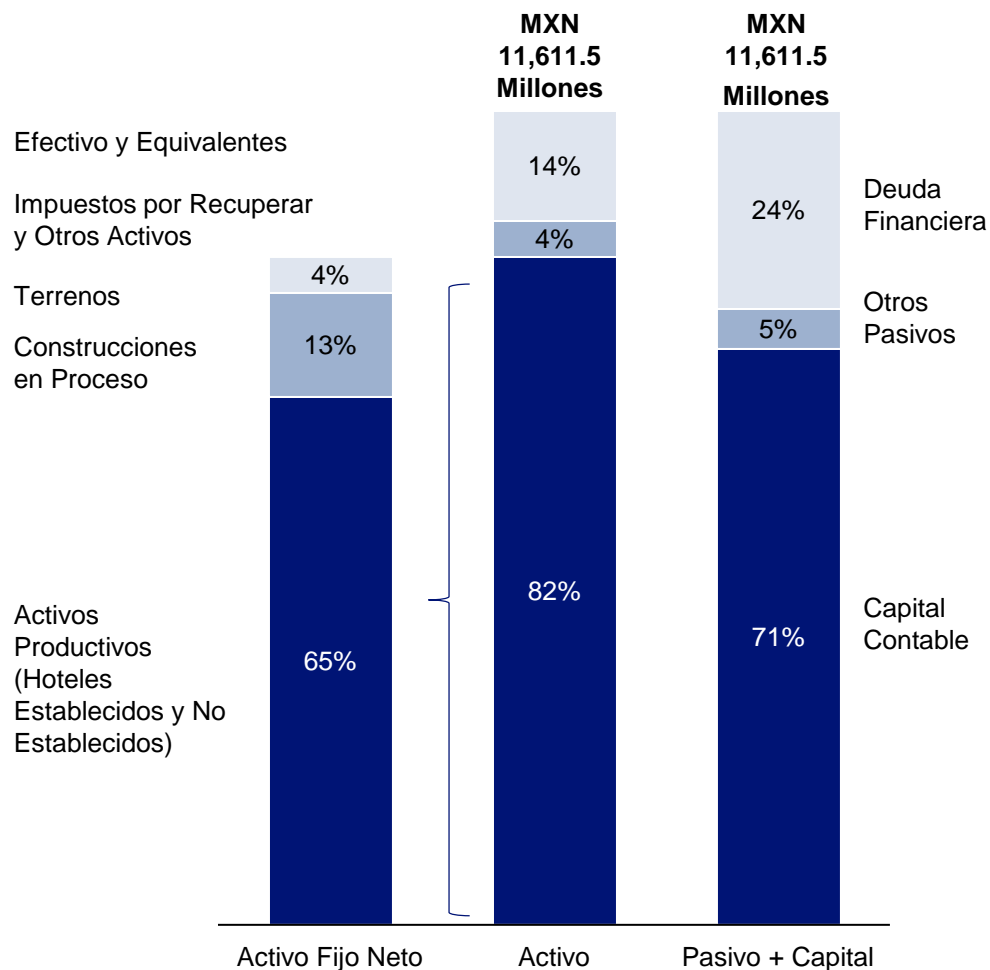 MXN
11,611.5
Millones
MXN
11,611.5
Millones
Efectivo y Equivalentes
Impuestos por Recuperar
y Otros Activos
Terrenos
Construcciones
en Proceso
Activos
Productivos
(Hoteles
Establecidos y No
Establecidos)
4%
13%
65%
14%
4%
82%
24%
5%
71%
Deuda
Financiera
Otros
Pasivos
Capital
Contable
Activo Fijo Neto
Activo
Pasivo + Capital